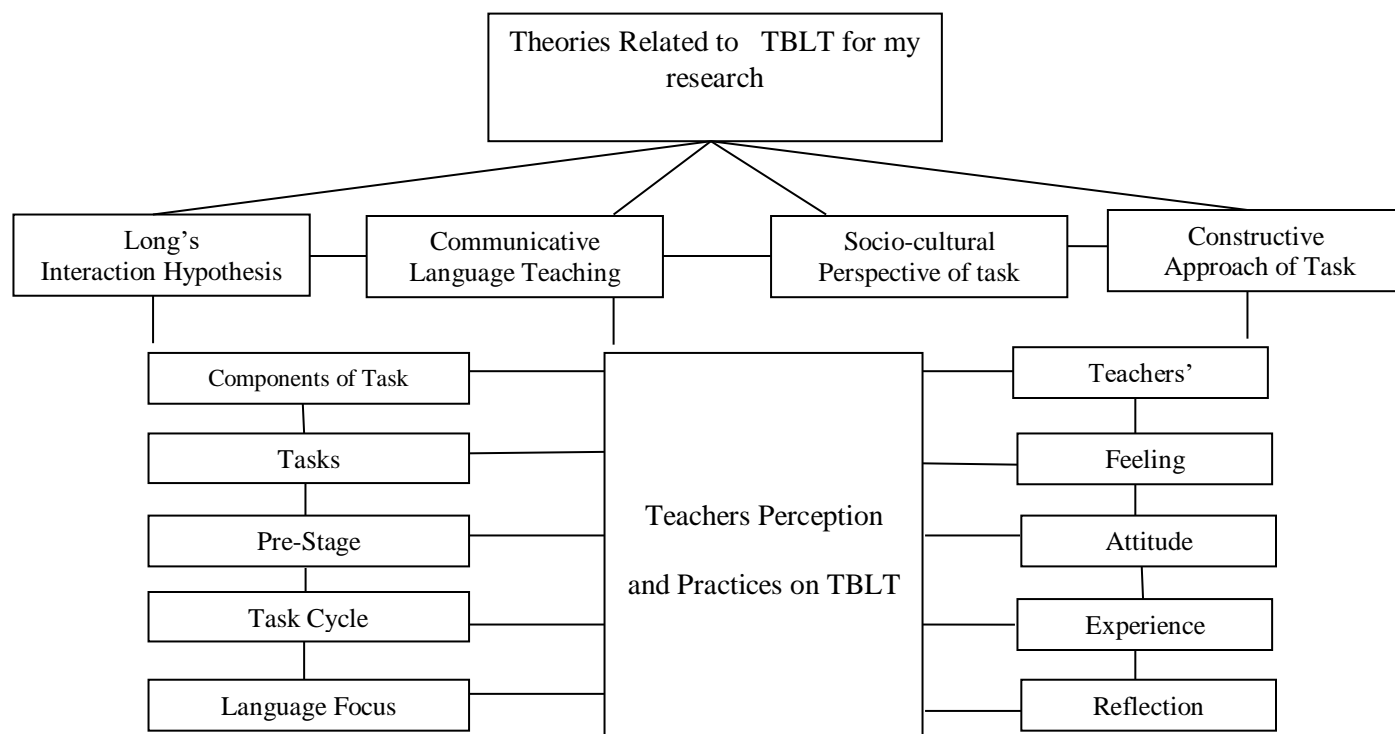 Theories Related to TBLT for my
research
Long’s
Interaction Hypothesis
Communicative
Language Teaching
Socio-cultural
Perspective of task
Constructive
Approach of Task
Components of Task
Tasks
Pre-Stage
Task Cycle
Language Focus
Teachers Perception
and Practices on TBLT
Teachers’
Feeling
Attitude
Experience
Reflection